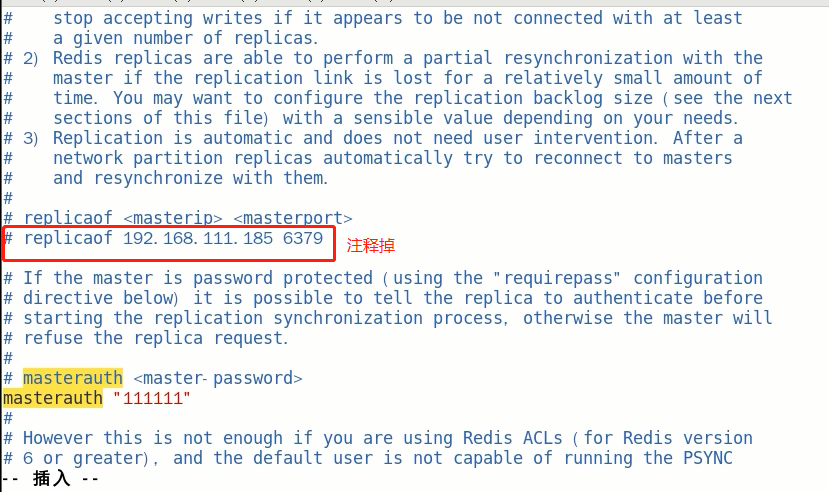 #    stop accepting writes if it appears to be not connected with at least
#    a given number of replicas.
# 2) Redis replicas are able to perform a partial resynchronization with the
#    master if the replication link is lost for a relatively small amount of
#    time. You may want to configure the replication backlog size (see the next
#    sections of this file) with a sensible value depending on your needs.
# 3) Replication is automatic and does not need user intervention. After a
#    network partition replicas automatically try to reconnect to masters
#    and resynchronize with them.
#
# replicaof <masterip> <masterport>
# replicaof 192.168.111.185 6379 注释掉
# If the master is password protected (using the "requirepass" configuration
# directive below) it is possible to tell the replica to authenticate before
# starting the replication synchronization process, otherwise the master will
# refuse the replica request.
#
# masterauth <master-password>
masterauth "111111"
#
# However this is not enough if you are using Redis ACLs (for Redis version
# 6 or greater), and the default user is not capable of running the PSYNC
-- 插入 --